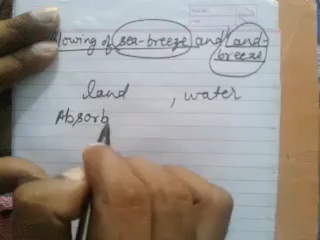 lowing of sea-breeze and land-
breeze
land , water
Absorb